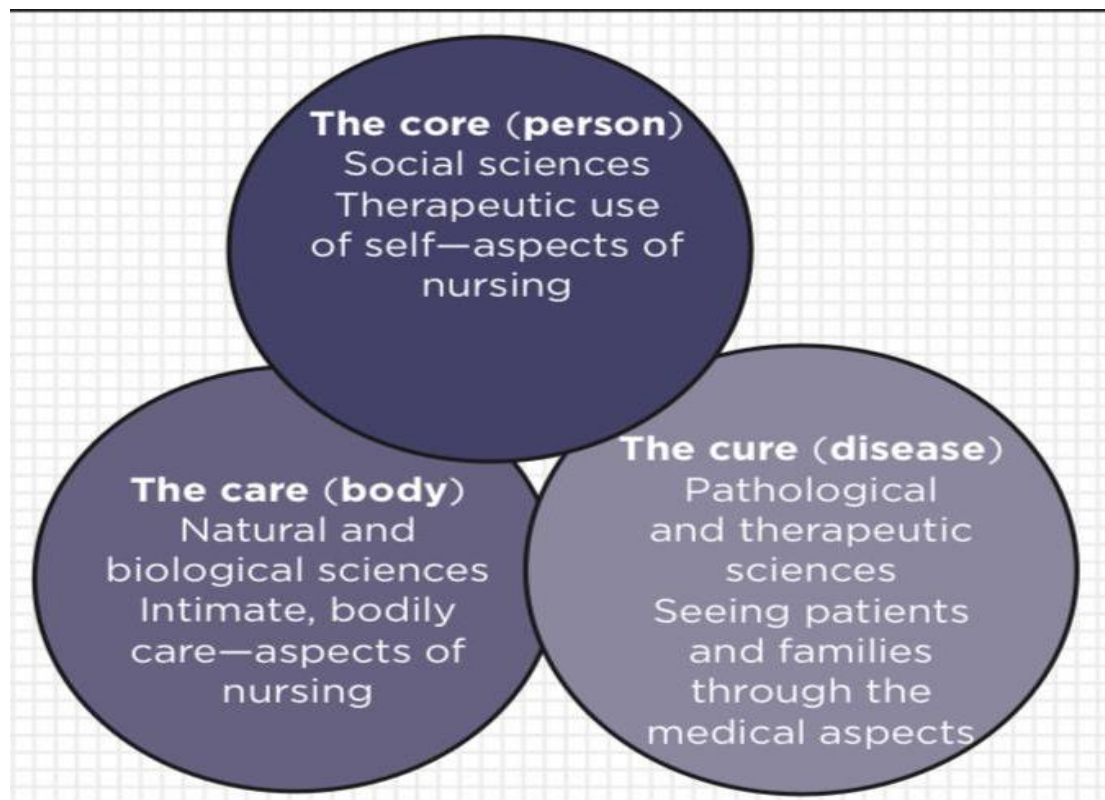 The core (person)
Social sciences
Therapeutic use
of self—aspects of
nursing
The care (body)
Natural and
biological sciences
Intimate, bodily
care—aspects of
nursing
The cure (disease)
Pathological
and therapeutic
sciences
Seeing patients
and families
through the
medical aspects